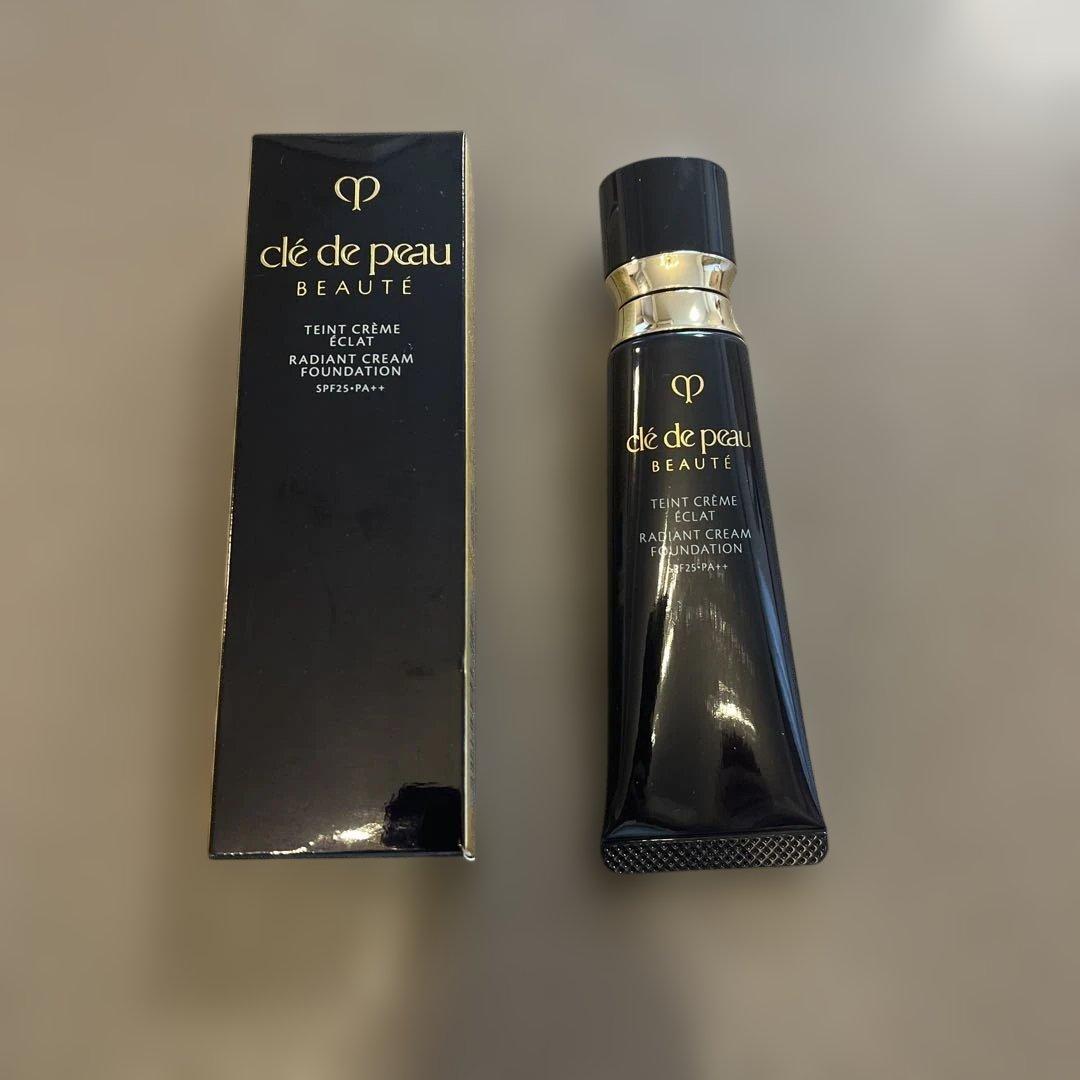 clé de peau
BEAUTÉ
TEINT CRÈME
ÉCLAT
RADIANT CREAM
FOUNDATION
SPF25•PA++
clé de peau
BEAUTÉ
TEINT CRÈME
ÉCLAT
RADIANT CREAM
FOUNDATION
SPF25•PA++